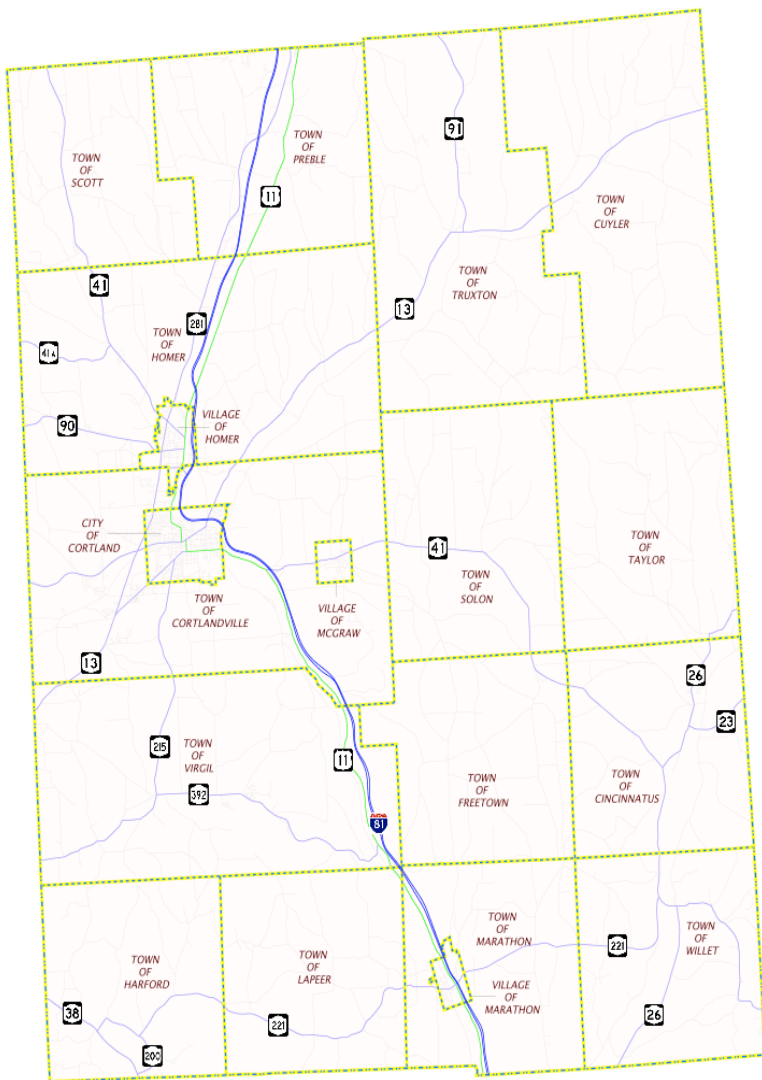 91
TOWN
OF
PREBLE
TOWN
OF
SCOTT
11
TOWN
OF
CUYLER
TOWN
OF
TRUXTON
41
13
281
TOWN
OF
HOMER
41A
90
VILLAGE
OF
HOMER
CITY
OF
CORTLAND
41
TOWN
OF
TAYLOR
TOWN
OF
SOLON
TOWN
OF
CORTLANDVILLE
VILLAGE
OF
MCGRAW
13
26
23
215
TOWN
OF
VIRGIL
11
392
TOWN
OF
FREETOWN
TOWN
OF
CINCINNATUS
81
TOWN
OF
MARATHON
TOWN
OF
WILLET
221
TOWN
OF
HARFORD
TOWN
OF
LAPEER
VILLAGE
OF
MARATHON
38
221
26
200